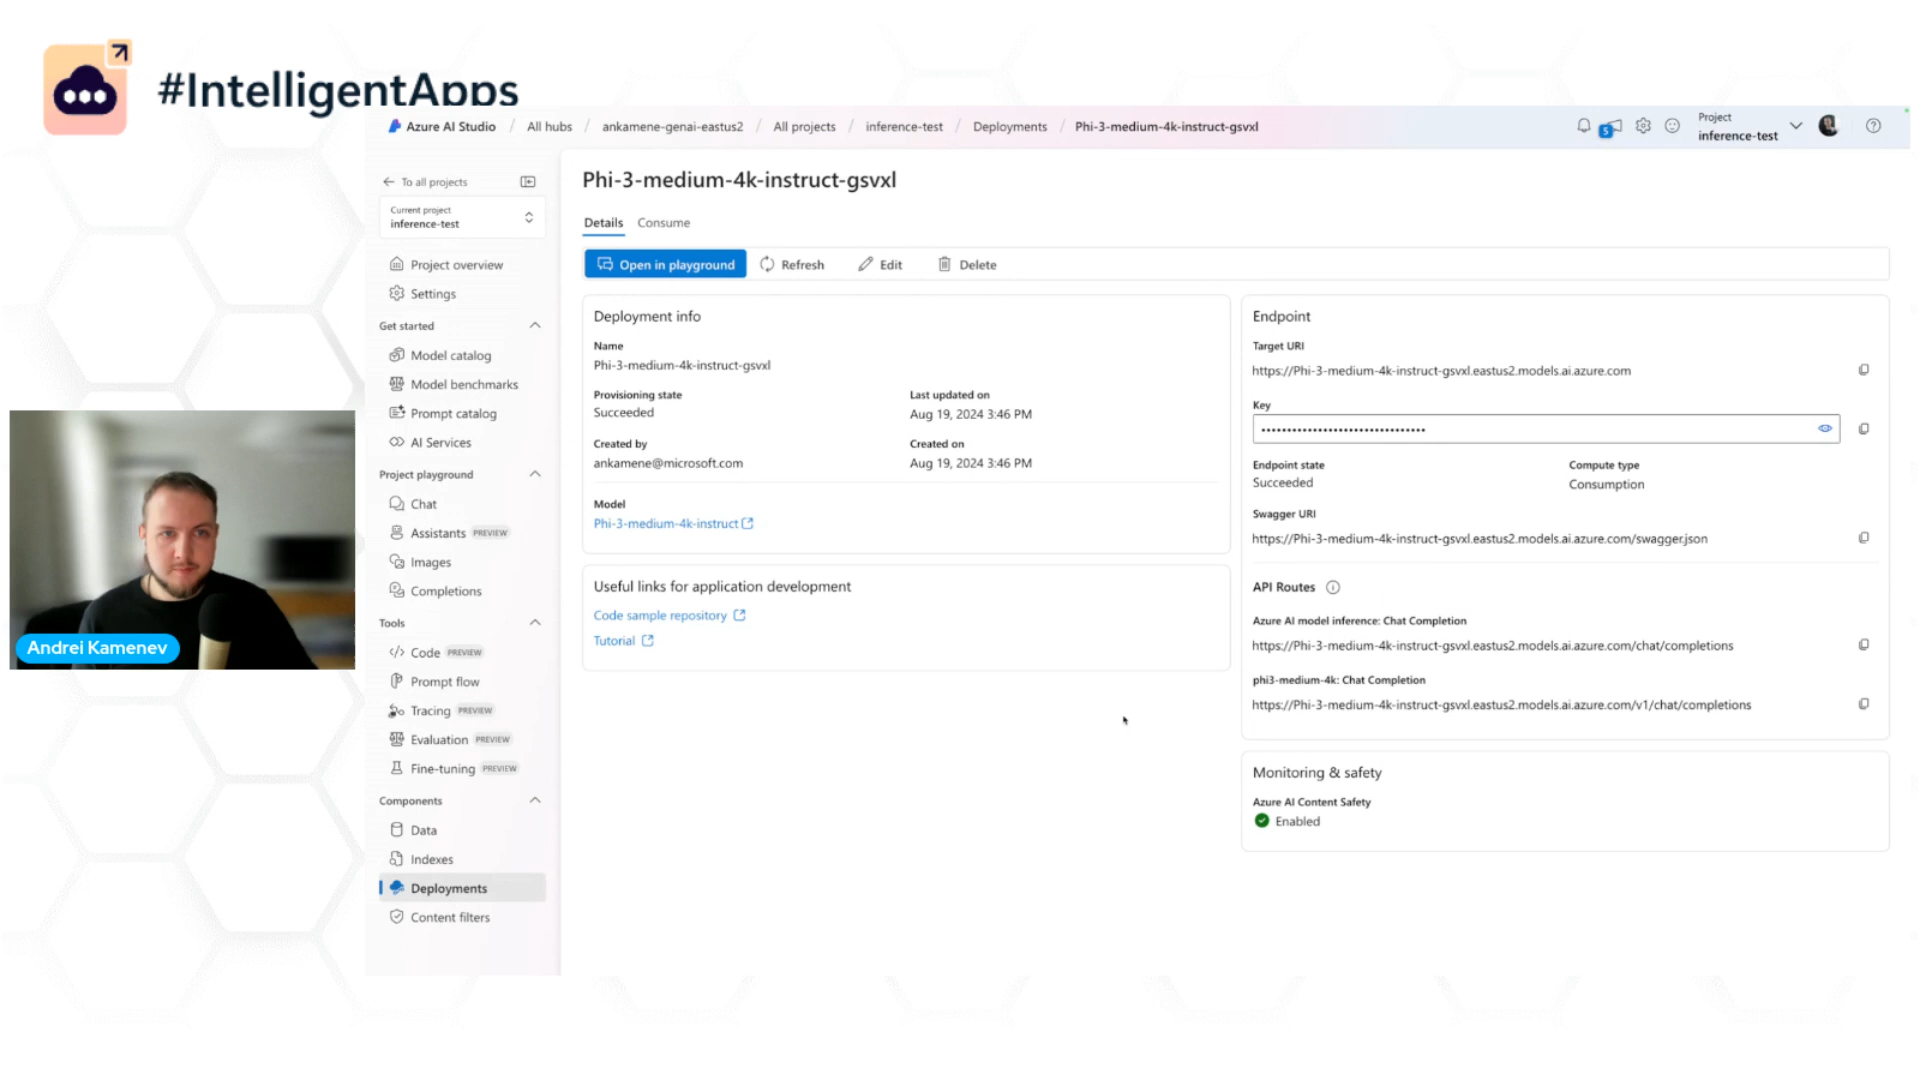 #IntelligentApps
Azure AI Studio / All hubs / ankamene-genai-eastus2 / All projects / inference-test / Deployments / Phi-3-medium-4k-instruct-gsvxl
5
Project
inference-test
To all projects
Current project
inference-test
Project overview
Settings
Get started
Model catalog
Model benchmarks
Prompt catalog
AI Services
Project playground
Chat
Assistants PREVIEW
Images
Completions
Tools
Code PREVIEW
Prompt flow
Tracing PREVIEW
Evaluation PREVIEW
Fine-tuning PREVIEW
Components
Data
Indexes
Deployments
Content filters
Phi-3-medium-4k-instruct-gsvxl
Details Consume
Open in playground Refresh Edit Delete
Deployment info
Name
Phi-3-medium-4k-instruct-gsvxl
Provisioning state
Succeeded
Last updated on
Aug 19, 2024 3:46 PM
Created by
ankamene@microsoft.com
Created on
Aug 19, 2024 3:46 PM
Model
Phi-3-medium-4k-instruct
Useful links for application development
Code sample repository
Tutorial
Endpoint
Target URI
https://Phi-3-medium-4k-instruct-gsvxl.eastus2.models.ai.azure.com
Key
Endpoint state
Succeeded
Compute type
Consumption
Swagger URI
https://Phi-3-medium-4k-instruct-gsvxl.eastus2.models.ai.azure.com/swagger.json
API Routes
Azure AI model inference: Chat Completion
https://Phi-3-medium-4k-instruct-gsvxl.eastus2.models.ai.azure.com/chat/completions
phi3-medium-4k: Chat Completion
https://Phi-3-medium-4k-instruct-gsvxl.eastus2.models.ai.azure.com/v1/chat/completions
Monitoring & safety
Azure AI Content Safety
Enabled
Andrei Kamenev